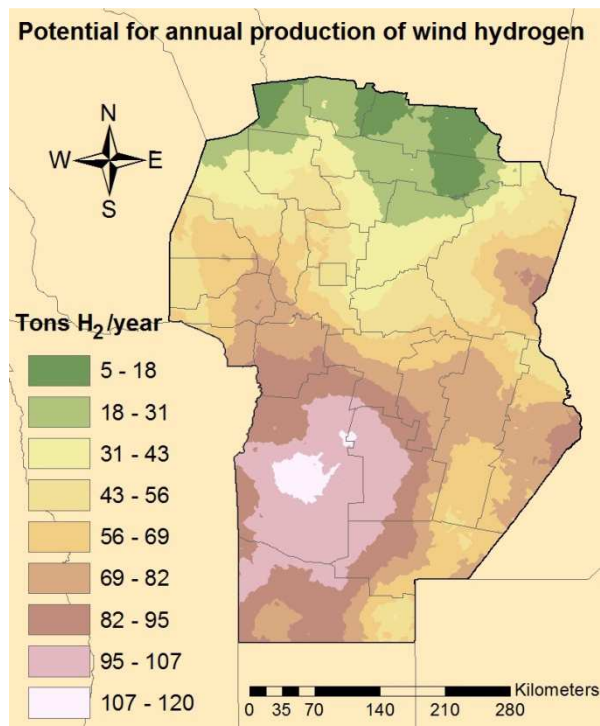 Potential for annual production of wind hydrogen
N
W E
S
Tons H₂/year
5 - 18
18 - 31
31 - 43
43 - 56
56 - 69
69 - 82
82 - 95
95 - 107
107 - 120
Kilometers
0 35 70 140 210 280